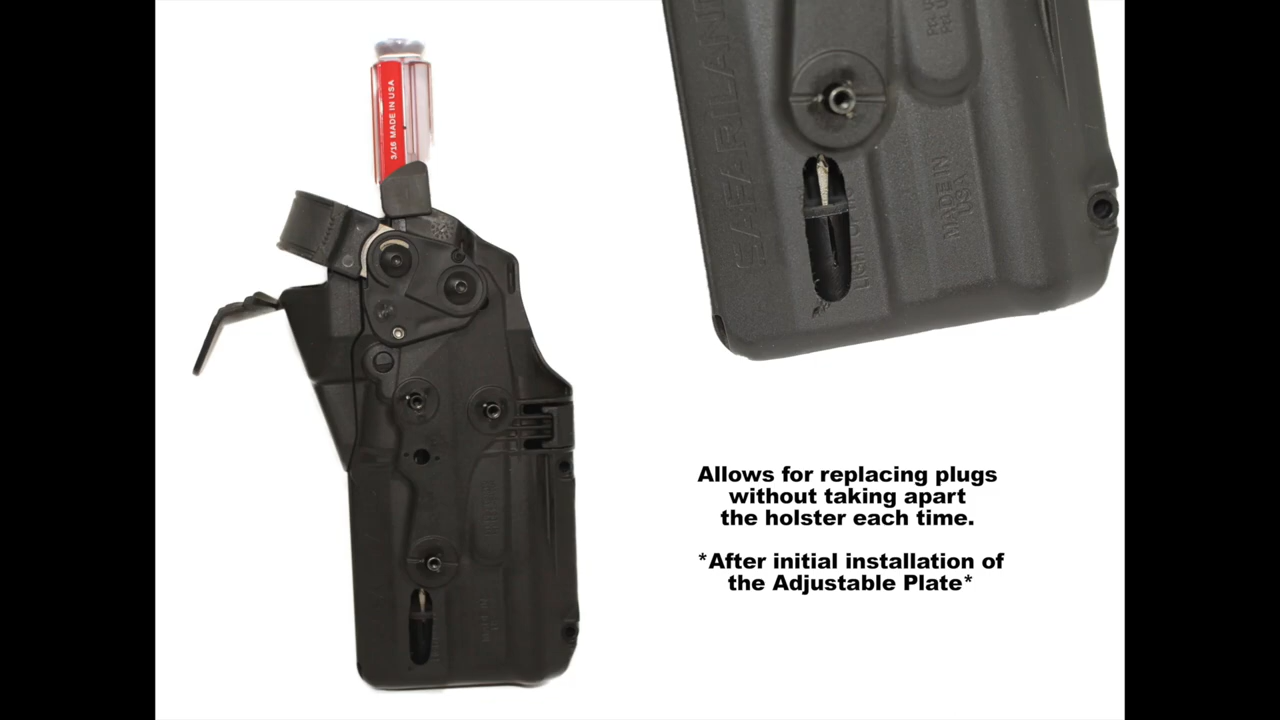 3/16 MADE IN USA
SAFARILAND
MADE IN
USA
LIGHT
Allows for replacing plugs
without taking apart
the holster each time.
*After initial installation of
the Adjustable Plate*